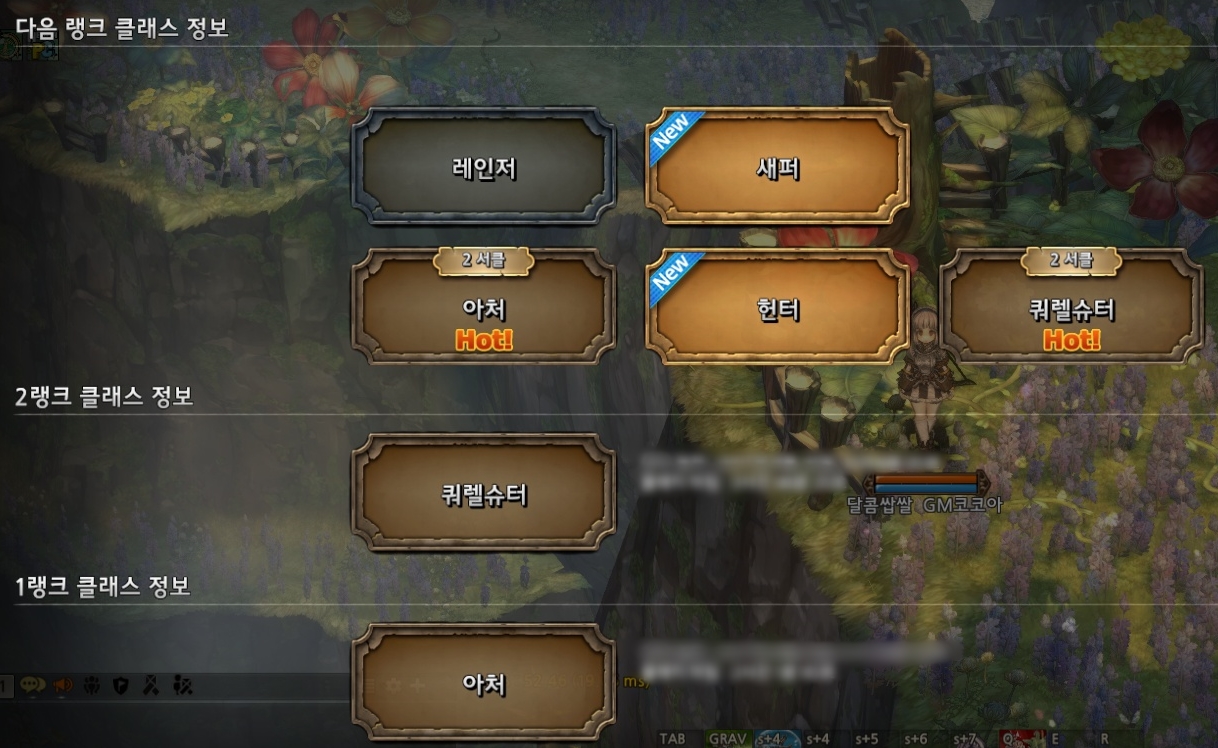 다음 랭크 클래스 정보
레인저
New
새퍼
2 서클
아처
Hot!
New
헌터
2 서클
쿼렐슈터
Hot!
2랭크 클래스 정보
쿼렐슈터
달콤쌉쌀 GM코코아
1랭크 클래스 정보
아처
1
ms,
TAB GRAV s+4 s+4 s+5 s+6 s+7 Q E R